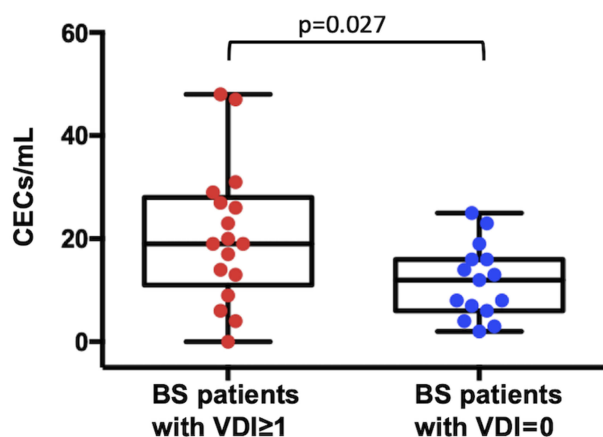 p=0.027
60
40
20
0
CECs/mL
BS patients
with VDI≥1
BS patients
with VDI=0